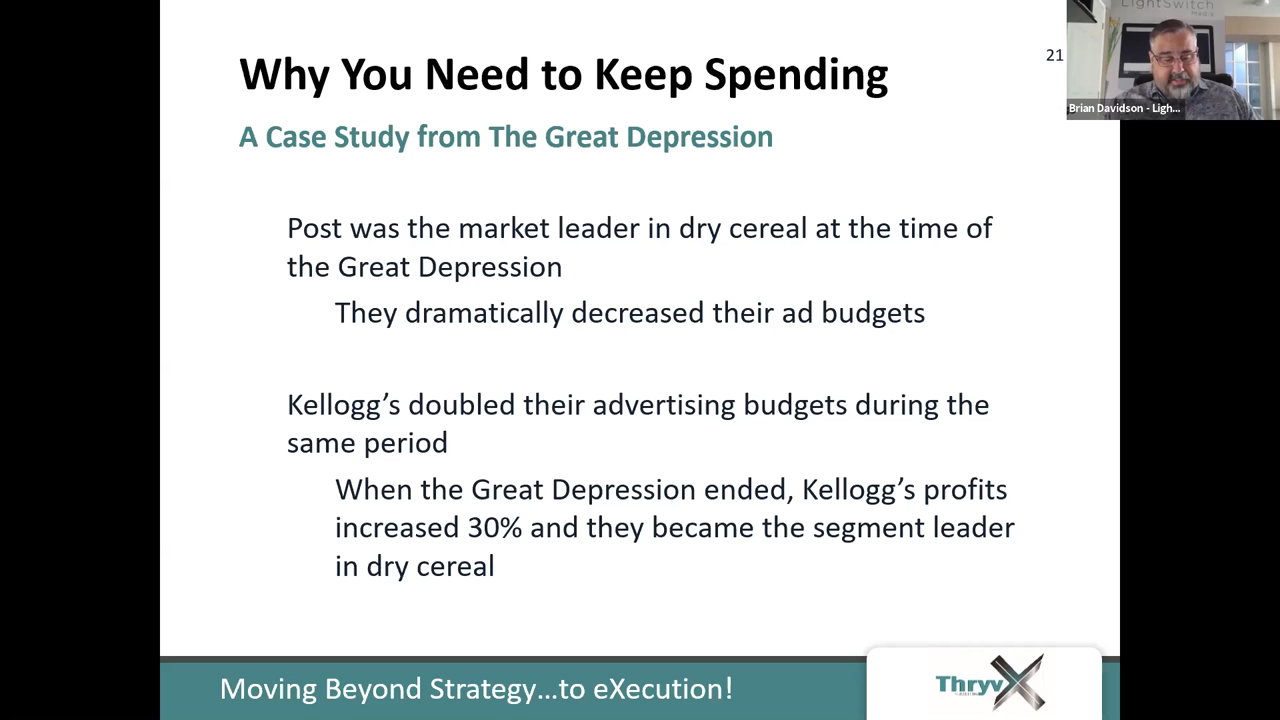 Why You Need to Keep Spending
21
LightSwitch
Media
Brian Davidson - Ligh...
A Case Study from The Great Depression
Post was the market leader in dry cereal at the time of
the Great Depression
They dramatically decreased their ad budgets
Kellogg’s doubled their advertising budgets during the
same period
When the Great Depression ended, Kellogg’s profits
increased 30% and they became the segment leader
in dry cereal
Moving Beyond Strategy…to eXecution!
ThryvX